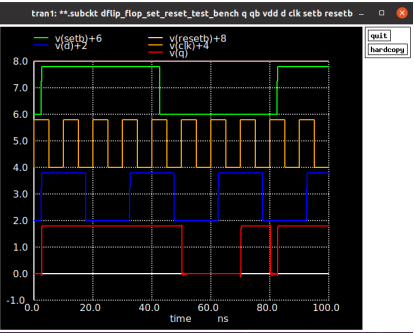 tran1: **.subckt dflip_flop_set_reset_test_bench q qb vdd d clk setb resetb
quit
hardcopy
v(setb)+6 v(resetb)+8
v(d)+2 v(clk)+4
v(q)
8.0
7.0
6.0
5.0
4.0
3.0
2.0
1.0
0.0
-1.0
0.0 20.0 40.0 60.0 80.0 100.0
time ns